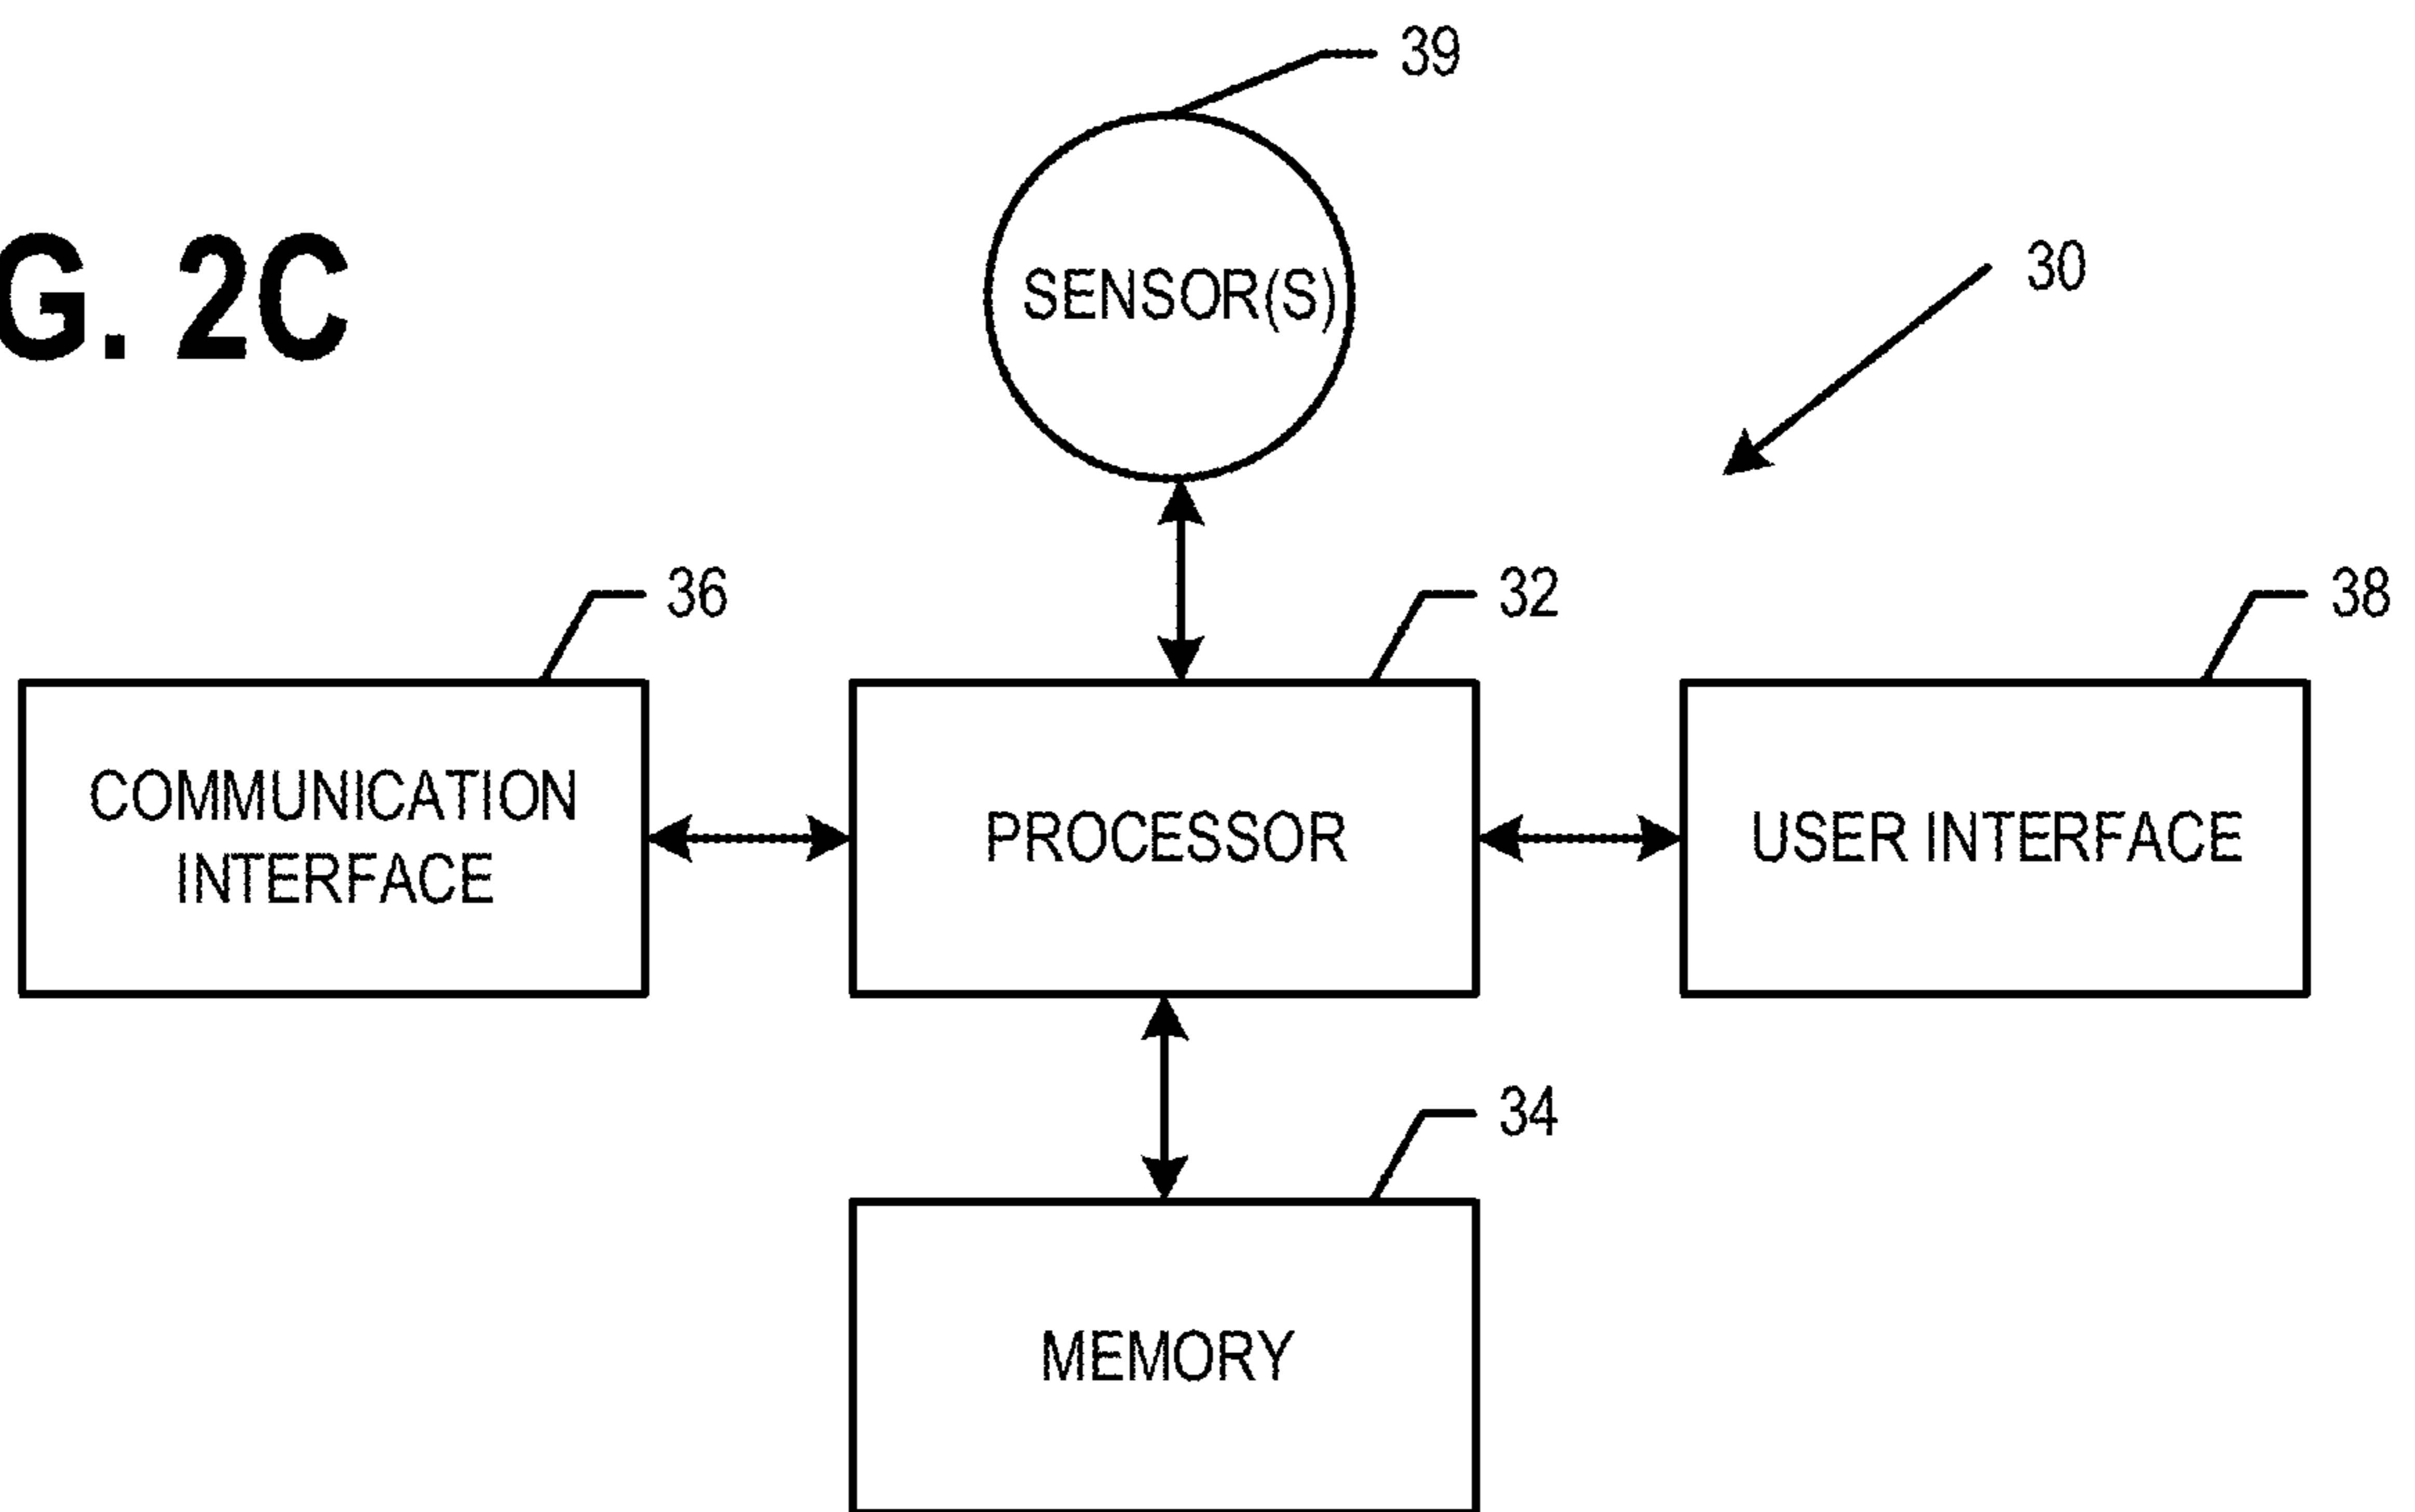 39
G. 2C
SENSOR(S)
30
36
32
38
COMMUNICATION
INTERFACE
PROCESSOR
USER INTERFACE
34
MEMORY